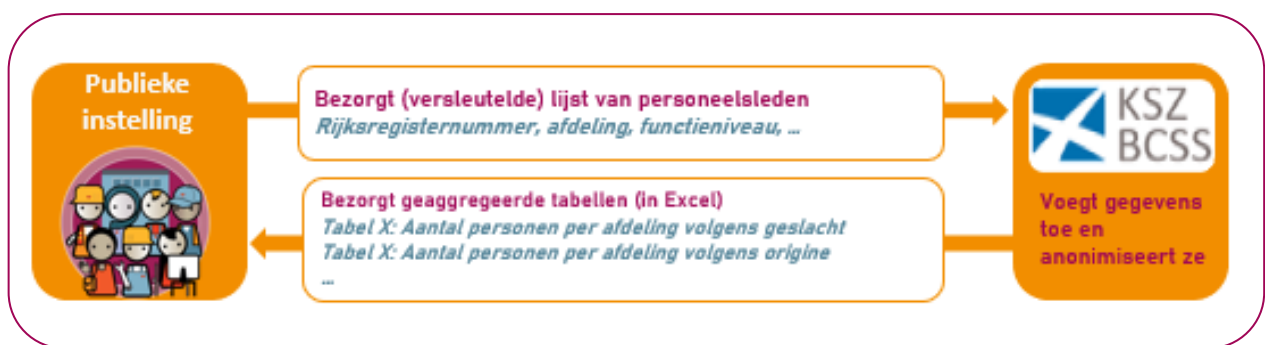 Publieke
instelling
Bezorgt (versleutelde) lijst van personeelsleden
Rijksregisternummer, afdeling, functieniveau, ...
Bezorgt geaggregeerde tabellen (in Excel)
Tabel X: Aantal personen per afdeling volgens geslacht
Tabel X: Aantal personen per afdeling volgens origine
...
KSZ
BCSS
Voegt gegevens
toe en
anonimiseert ze